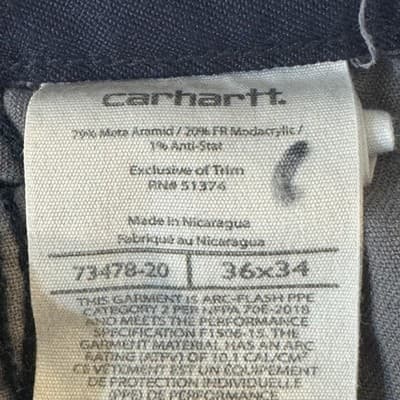 carhartt.
79% Meta Aramid / 20% FR Modacrylic /
1% Anti-Stat
Exclusive of Trim
RN# 51374
Made in Nicaragua
Fabriqué au Nicaragua
73478-20 36x34
THIS GARMENT IS ARC-FLASH PPE
CATEGORY 2 PER NFPA 70E-2018
AND MEETS THE PERFORMANCE
SPECIFICATION F1506-15. THE
GARMENT MATERIAL HAS AN ARC
RATING (ATPV) OF 10.1 CAL/CM²
CE VÊTEMENT EST UN ÉQUIPEMENT
DE PROTECTION INDIVIDUELLE
(PPE) DE PERFORMANCE